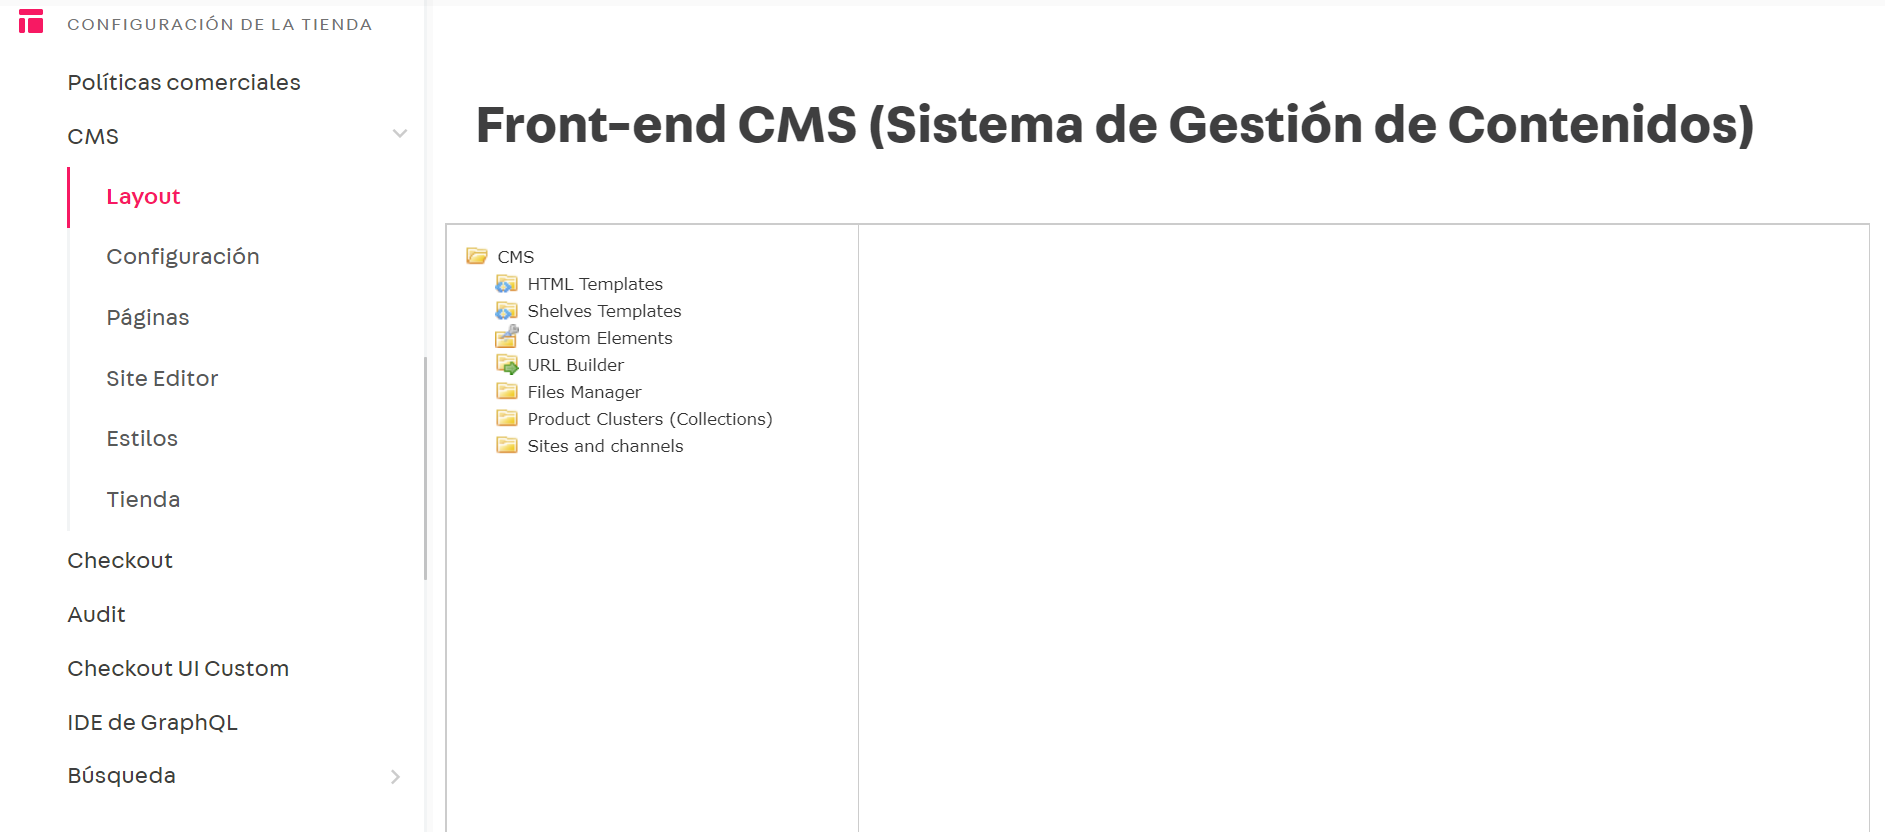 CONFIGURACIÓN DE LA TIENDA
Políticas comerciales
CMS
Layout
Configuración
Páginas
Site Editor
Estilos
Tienda
Checkout
Audit
Checkout UI Custom
IDE de GraphQL
Búsqueda
Front-end CMS (Sistema de Gestión de Contenidos)
CMS
HTML Templates
Shelves Templates
Custom Elements
URL Builder
Files Manager
Product Clusters (Collections)
Sites and channels